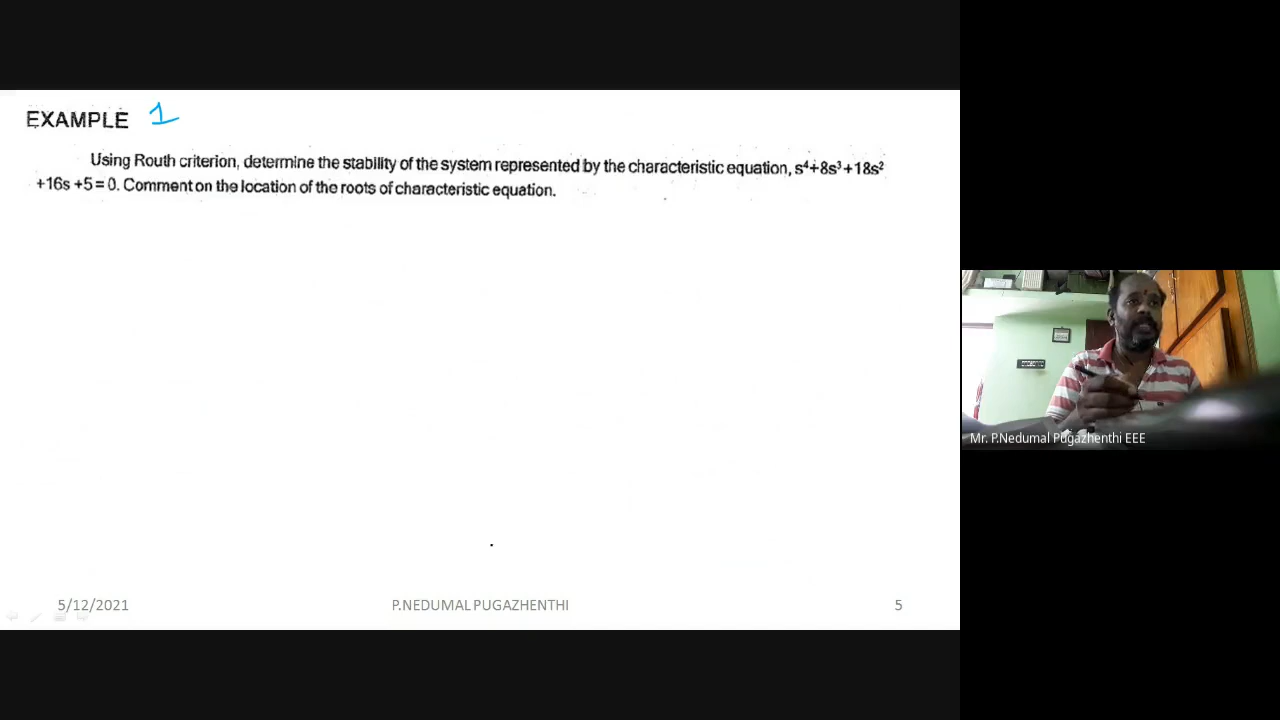 EXAMPLE 1
Using Routh criterion, determine the stability of the system represented by the characteristic equation, s⁴+8s³+18s²
+16s +5 = 0. Comment on the location of the roots of characteristic equation.
Mr. P.Nedumal Pugazhenthi EEE
5/12/2021 P.NEDUMAL PUGAZHENTHI 5